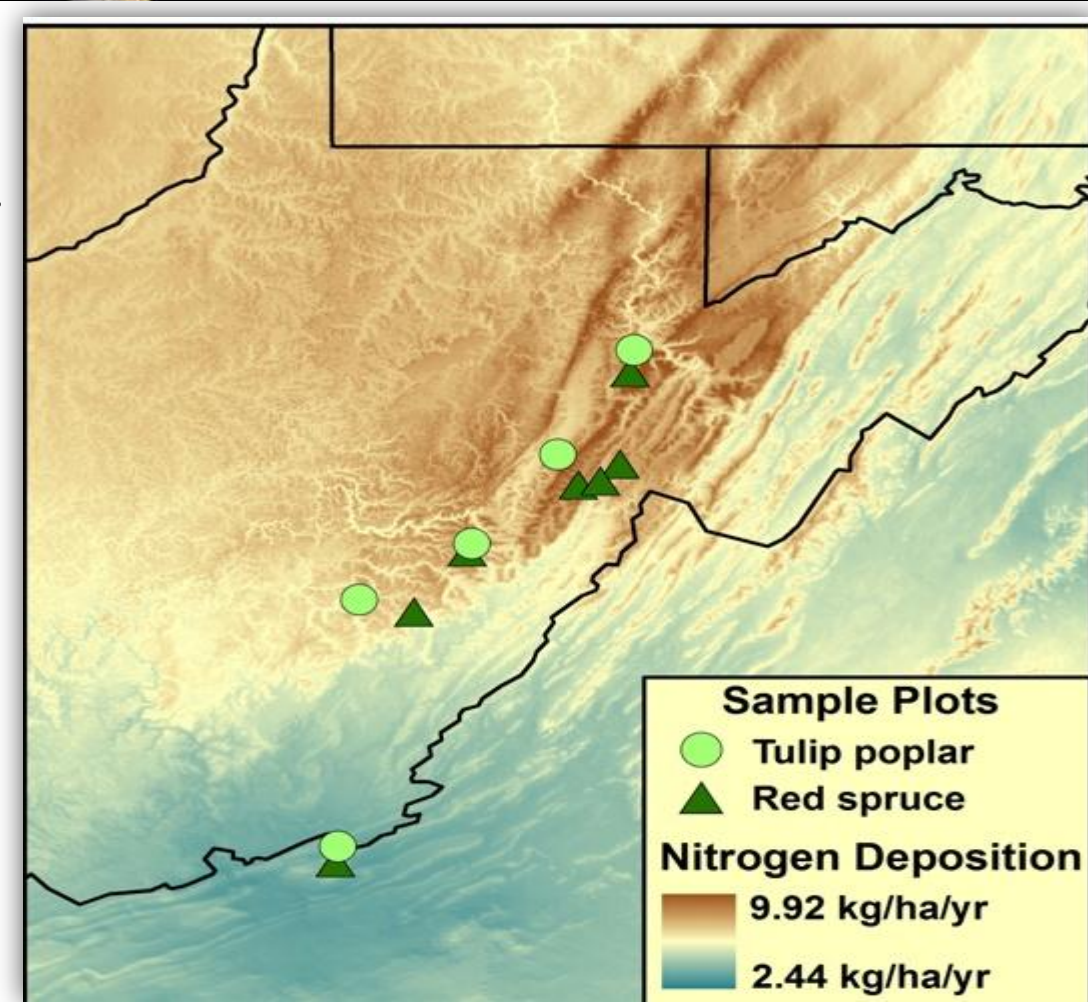 Sample Plots
Tulip poplar
Red spruce
Nitrogen Deposition
9.92 kg/ha/yr
2.44 kg/ha/yr